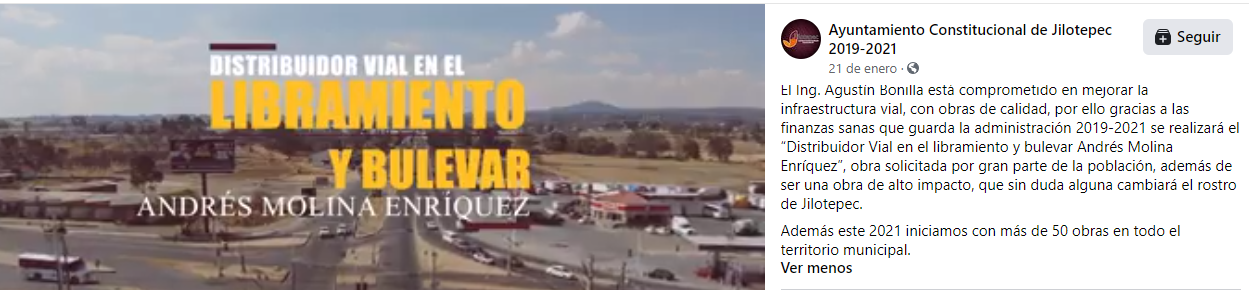 DISTRIBUIDOR VIAL EN EL
LIBRAMIENTO
Y BULEVAR
ANDRÉS MOLINA ENRÍQUEZ
Ayuntamiento Constitucional de Jilotepec
2019-2021
21 de enero ·
Seguir
El Ing. Agustín Bonilla está comprometido en mejorar la
infraestructura vial, con obras de calidad, por ello gracias a las
finanzas sanas que guarda la administración 2019-2021 se realizará el
“Distribuidor Vial en el libramiento y bulevar Andrés Molina
Enríquez”, obra solicitada por gran parte de la población, además de
ser una obra de alto impacto, que sin duda alguna cambiará el rostro
de Jilotepec.
Además este 2021 iniciamos con más de 50 obras en todo el
territorio municipal.
Ver menos